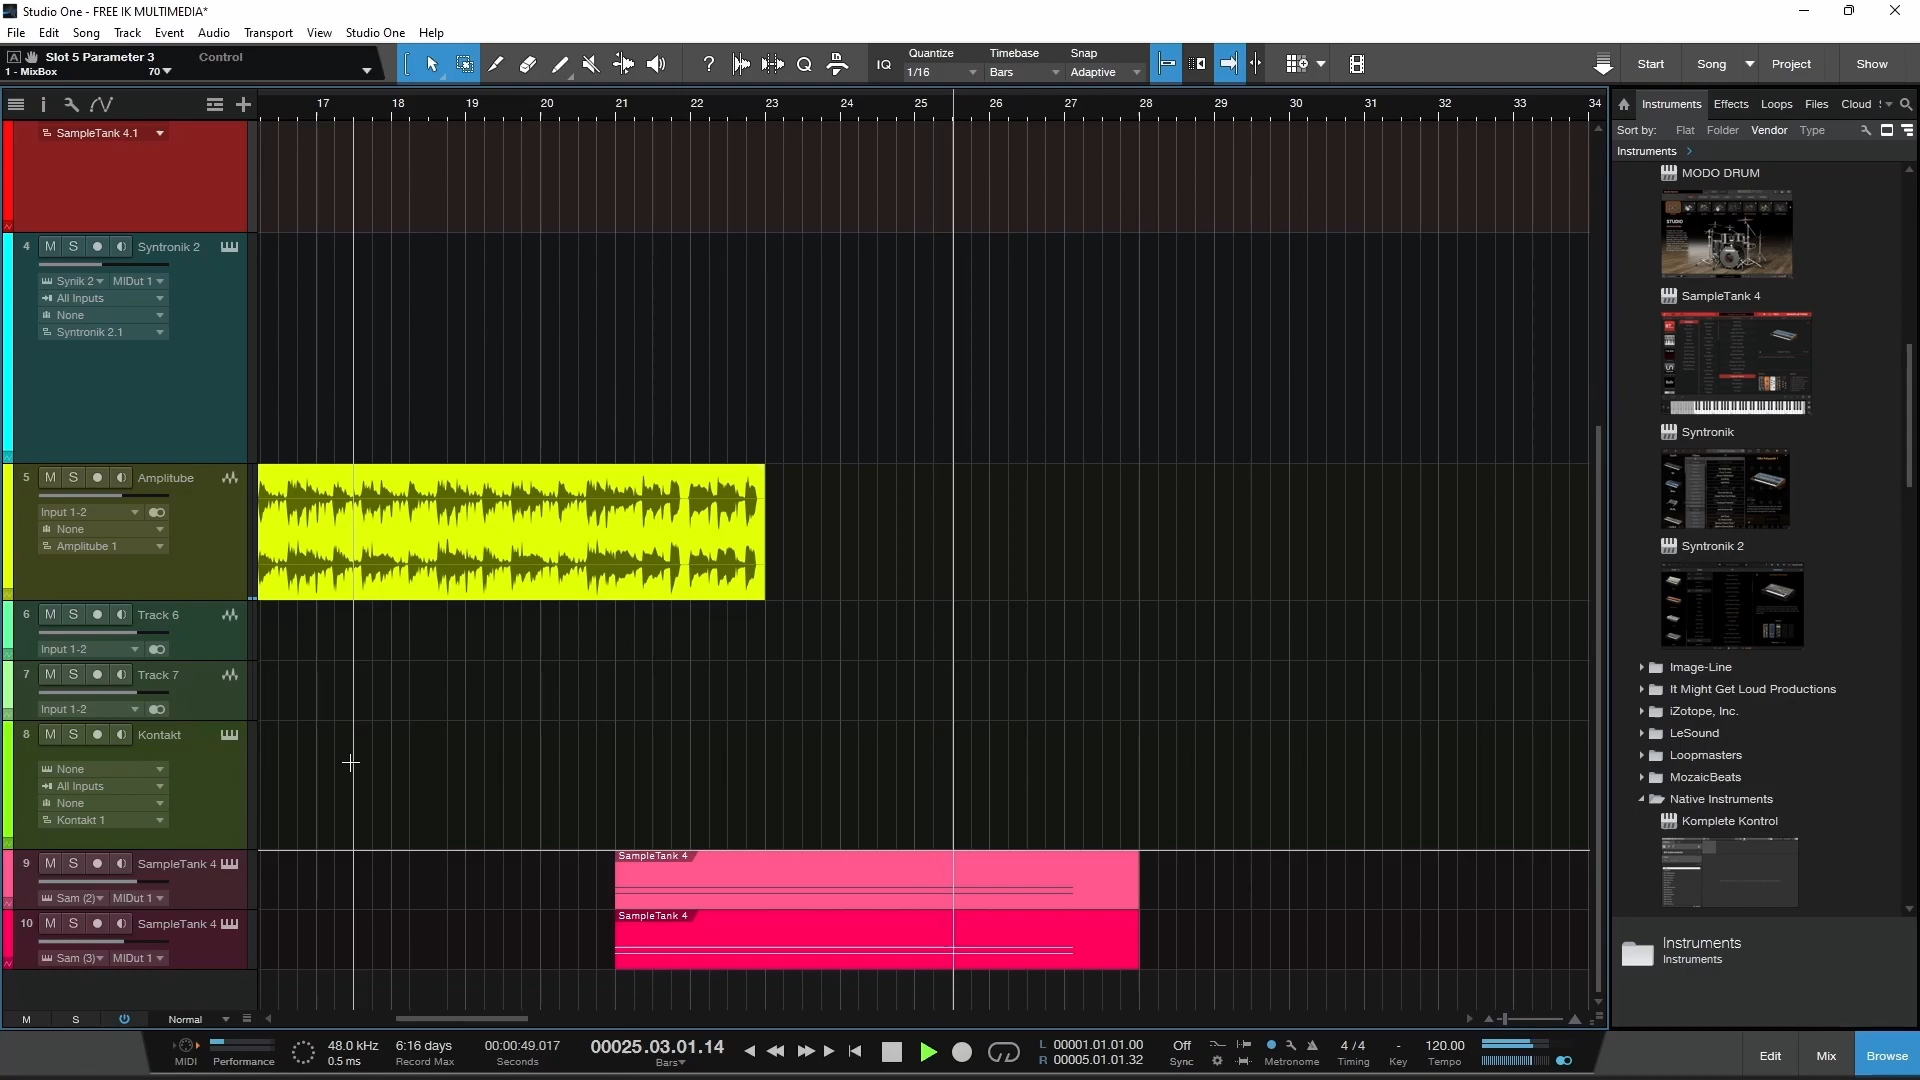 Studio One - FREE IK MULTIMEDIA*
File Edit Song Track Event Audio Transport View Studio One Help
A Slot 5 Parameter 3 Control
1 - MixBox 70
IQ Quantize Timebase Snap
1/16 Bars Adaptive
Start Song Project Show
17 18 19 20 21 22 23 24 25 26 27 28 29 30 31 32 33 34
Instruments Effects Loops Files Cloud
Sort by: Flat Folder Vendor Type
Instruments
SampleTank 4.1
4 M S Syntronik 2
Synik 2 MIDut 1
All Inputs
None
Syntronik 2.1
5 M S Amplitube
Input 1-2
None
Amplitube 1
6 M S Track 6
Input 1-2
7 M S Track 7
Input 1-2
8 M S Kontakt
None
All Inputs
None
Kontakt 1
9 M S SampleTank 4
Sam (2) MIDut 1
10 M S SampleTank 4
Sam (3) MIDut 1
SampleTank 4
SampleTank 4
MODO DRUM
STUDIO
SampleTank 4
Syntronik
Syntronik 2
Image-Line
It Might Get Loud Productions
iZotope, Inc.
LeSound
Loopmasters
MozaicBeats
Native Instruments
Komplete Kontrol
Instruments
Instruments
M S Normal
MIDI Performance
48.0 kHz
0.5 ms
6:16 days
Record Max
00:00:49.017
Seconds
00025.03.01.14
Bars
L 00001.01.01.00
R 00005.01.01.32
Off
Sync
Metronome
4 / 4
Timing
-
Key
120.00
Tempo
Edit Mix Browse